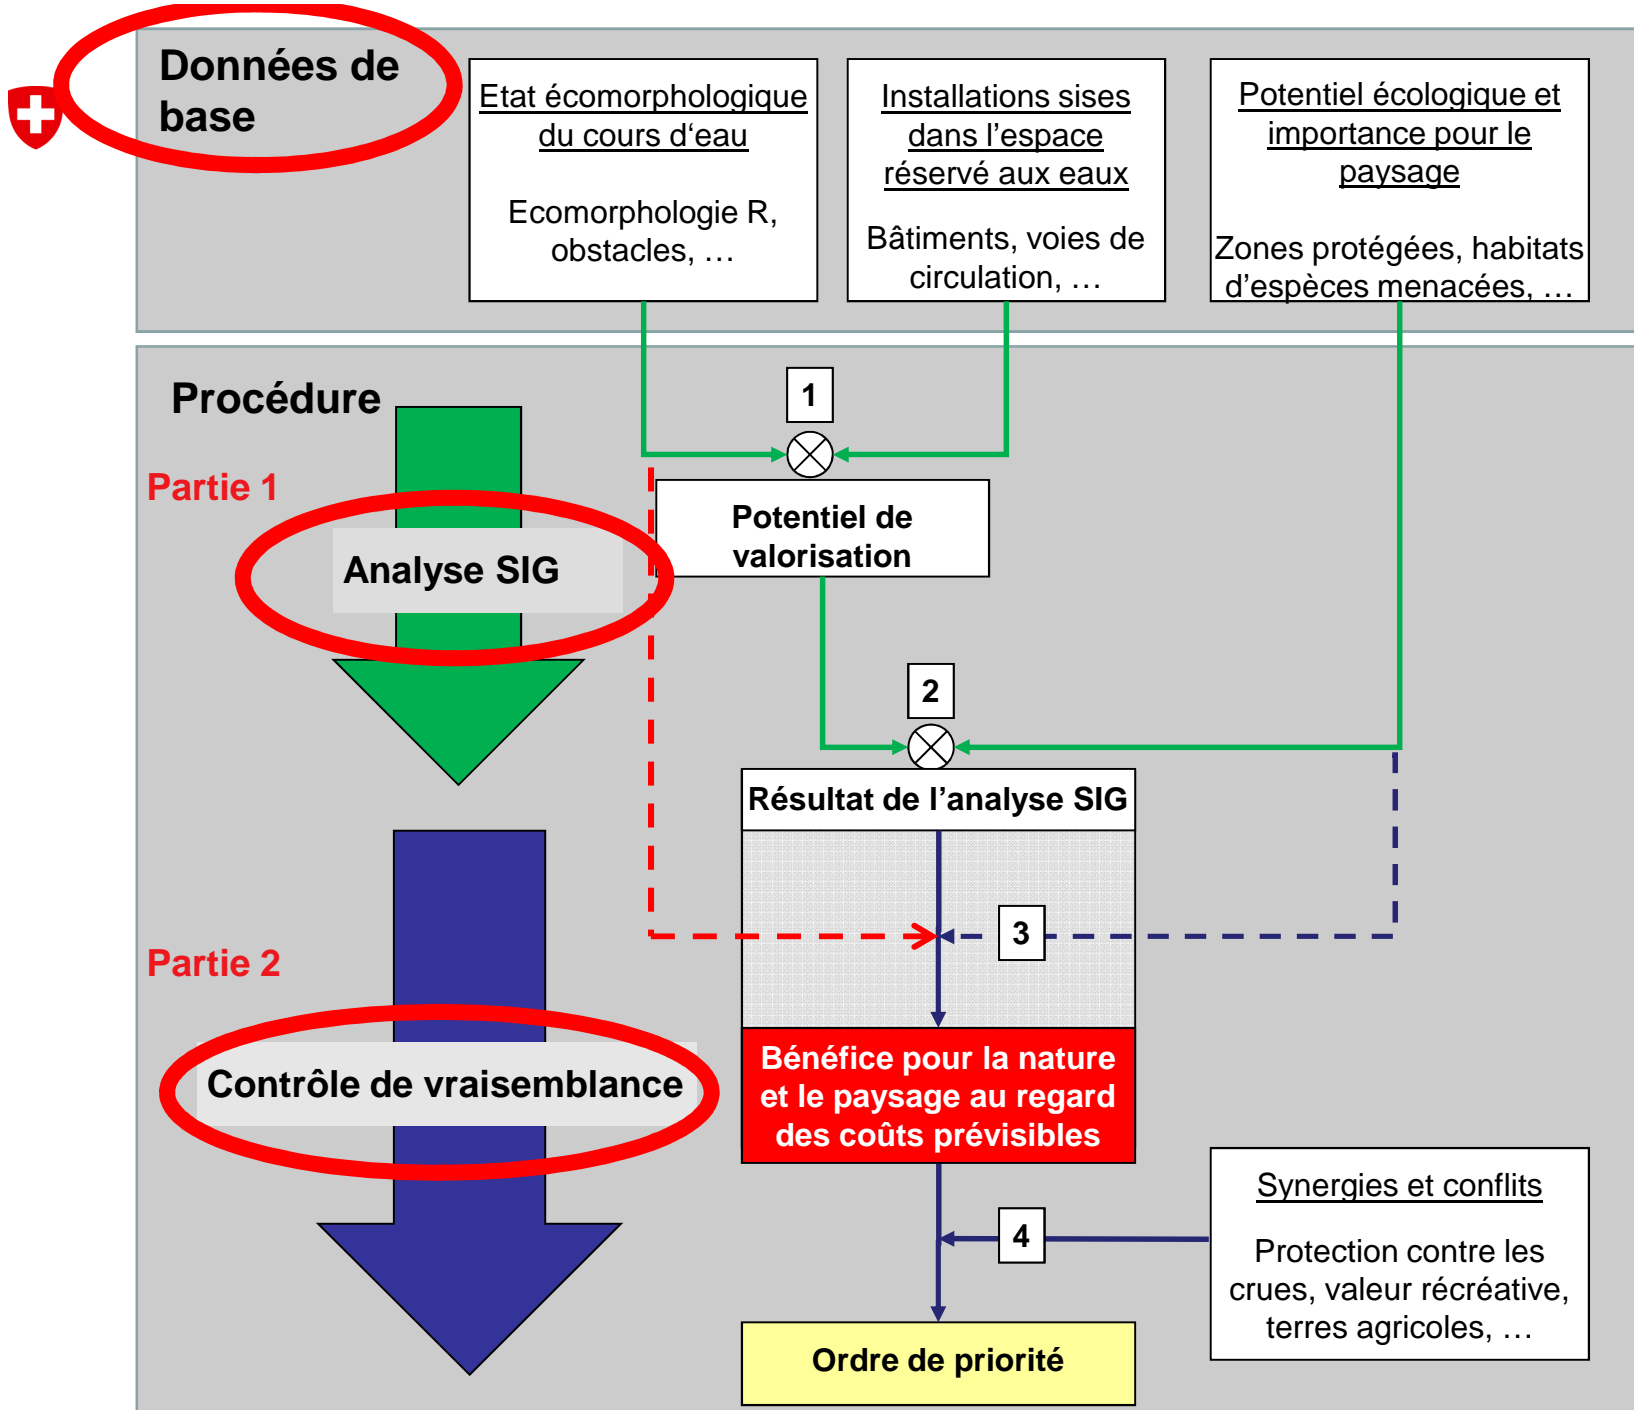 Données de
base
Etat écomorphologique
du cours d‘eau
Ecomorphologie R,
obstacles, …
Installations sises
dans l’espace
réservé aux eaux
Bâtiments, voies de
circulation, …
Potentiel écologique et
importance pour le
paysage
Zones protégées, habitats
d’espèces menacées, …
Procédure
1
Partie 1
Potentiel de
valorisation
Analyse SIG
2
Résultat de l’analyse SIG
3
Partie 2
Contrôle de vraisemblance
Bénéfice pour la nature
et le paysage au regard
des coûts prévisibles
4
Synergies et conflits
Protection contre les
crues, valeur récréative,
terres agricoles, …
Ordre de priorité